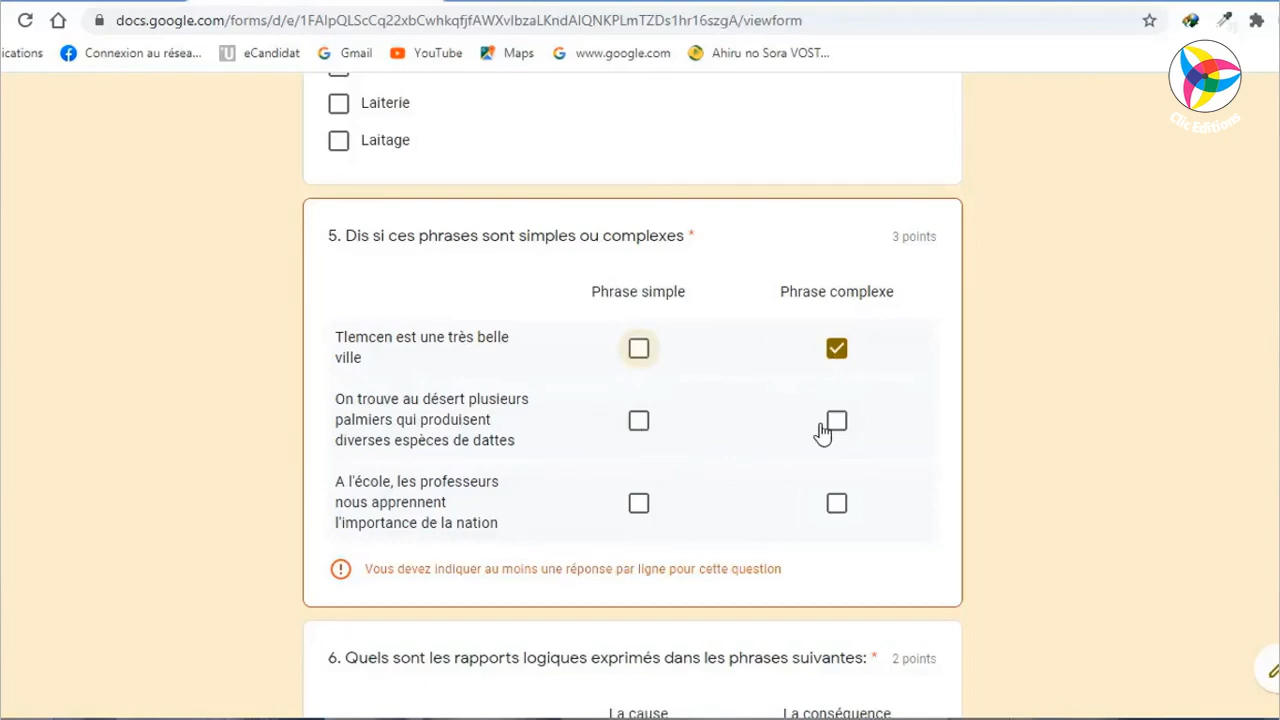 docs.google.com/forms/d/e/1FAIpQLScCq22xbCwhkqfjfAWXvIbzaLKndAIQNKPLmTZDs1hr16szgA/viewform
ications
Connexion au résea...
eCandidat
Gmail
YouTube
Maps
www.google.com
Ahiru no Sora VOST...
Clic Editions
Laiterie
Laitage
5. Dis si ces phrases sont simples ou complexes *
3 points
Phrase simple
Phrase complexe
Tlemcen est une très belle
ville
On trouve au désert plusieurs
palmiers qui produisent
diverses espèces de dattes
A l'école, les professeurs
nous apprennent
l'importance de la nation
Vous devez indiquer au moins une réponse par ligne pour cette question
6. Quels sont les rapports logiques exprimés dans les phrases suivantes: *
2 points
La cause
La conséquence